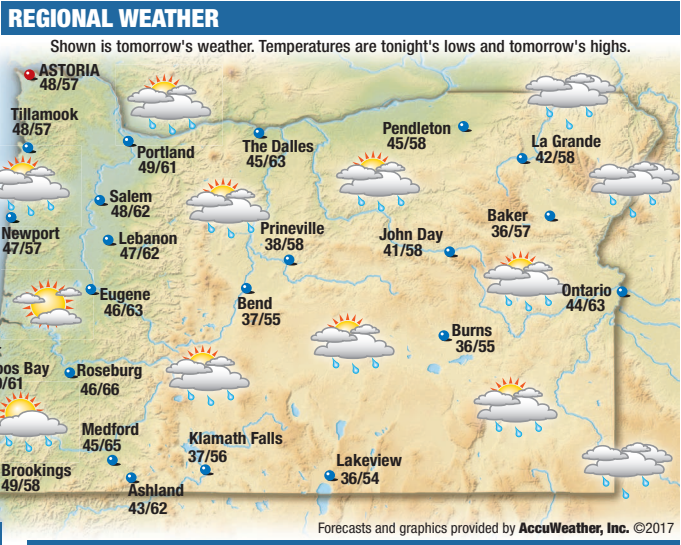 REGIONAL WEATHER
Shown is tomorrow's weather. Temperatures are tonight's lows and tomorrow's highs.
ASTORIA
48/57
Tillamook
48/57
Portland
49/61
The Dalles
45/63
Pendleton
45/58
La Grande
42/58
Salem
48/62
Newport
47/57
Lebanon
47/62
Prineville
38/58
John Day
41/58
Baker
36/57
Eugene
46/63
Bend
37/55
Ontario
44/63
Burns
36/55
oos Bay
/61
Roseburg
46/66
Medford
45/65
Klamath Falls
37/56
Lakeview
36/54
Brookings
49/58
Ashland
43/62
Forecasts and graphics provided by AccuWeather, Inc. ©2017